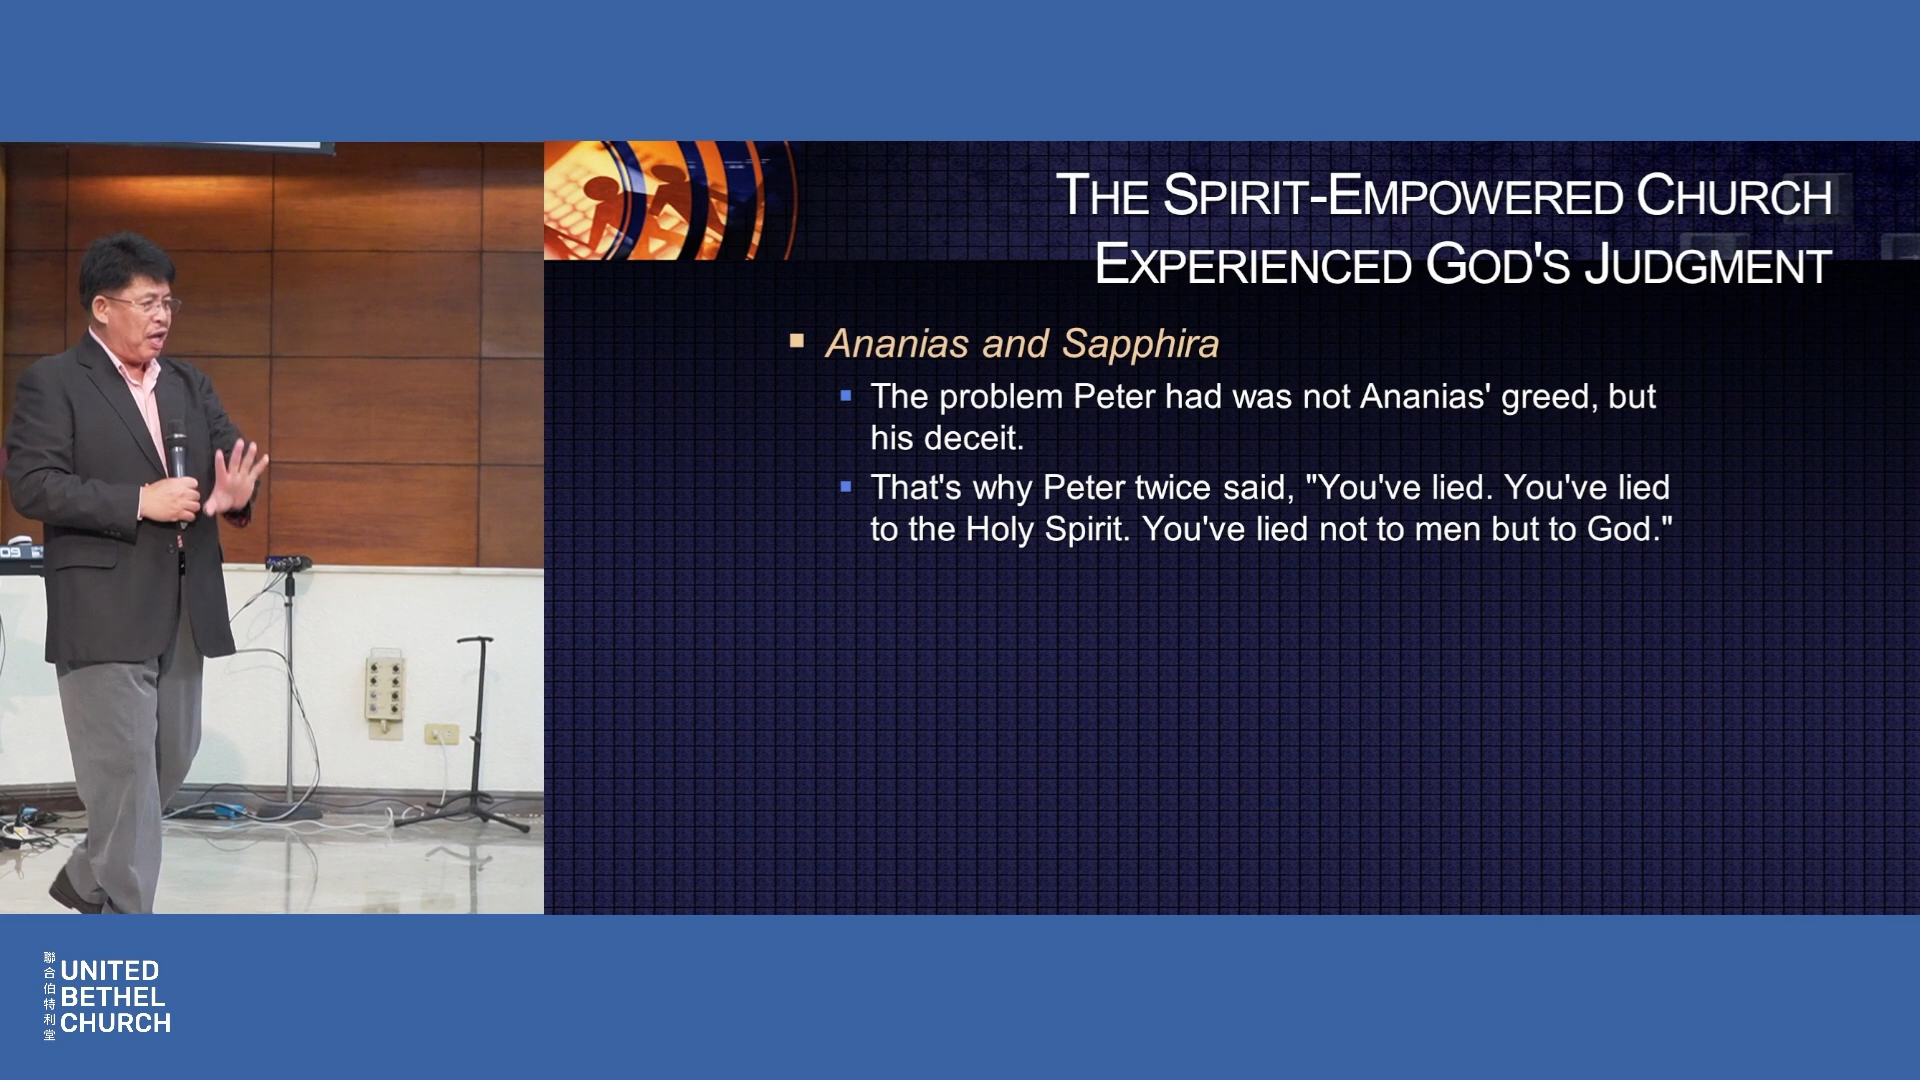 THE SPIRIT-EMPOWERED CHURCH
EXPERIENCED GOD'S JUDGMENT
Ananias and Sapphira
The problem Peter had was not Ananias' greed, but
his deceit.
That's why Peter twice said, "You've lied. You've lied
to the Holy Spirit. You've lied not to men but to God."
09
聯合伯特利堂
UNITED
BETHEL
CHURCH